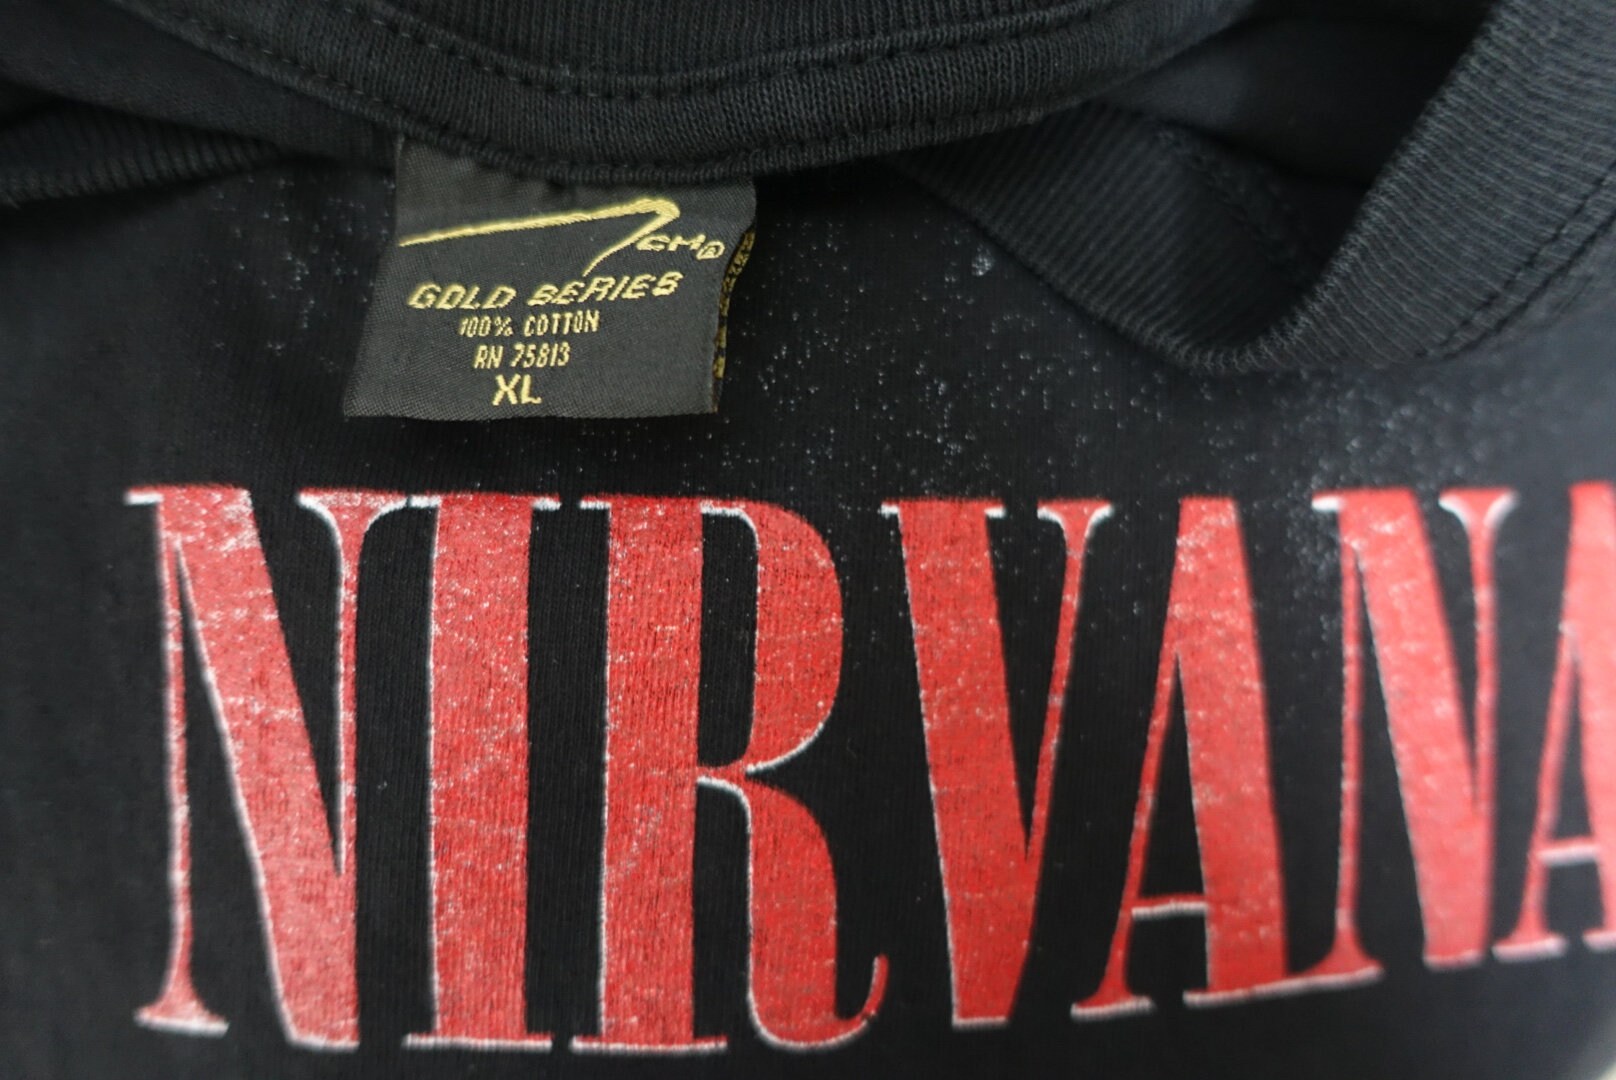 GOLD SERIES
100% COTTON
RN 75813
XL
NIRVANA